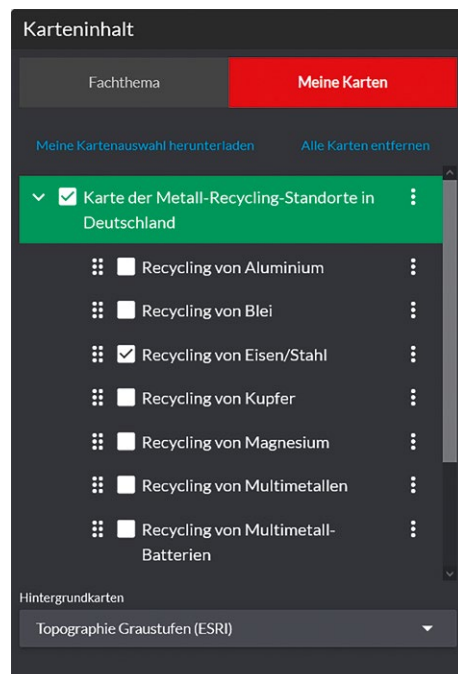 Karteninhalt
Fachthema
Meine Karten
Meine Kartenauswahl herunterladen
Alle Karten entfernen
Karte der Metall-Recycling-Standorte in
Deutschland
Recycling von Aluminium
Recycling von Blei
Recycling von Eisen/Stahl
Recycling von Kupfer
Recycling von Magnesium
Recycling von Multimetallen
Recycling von Multimetall-
Batterien
Hintergrundkarten
Topographie Graustufen (ESRI)